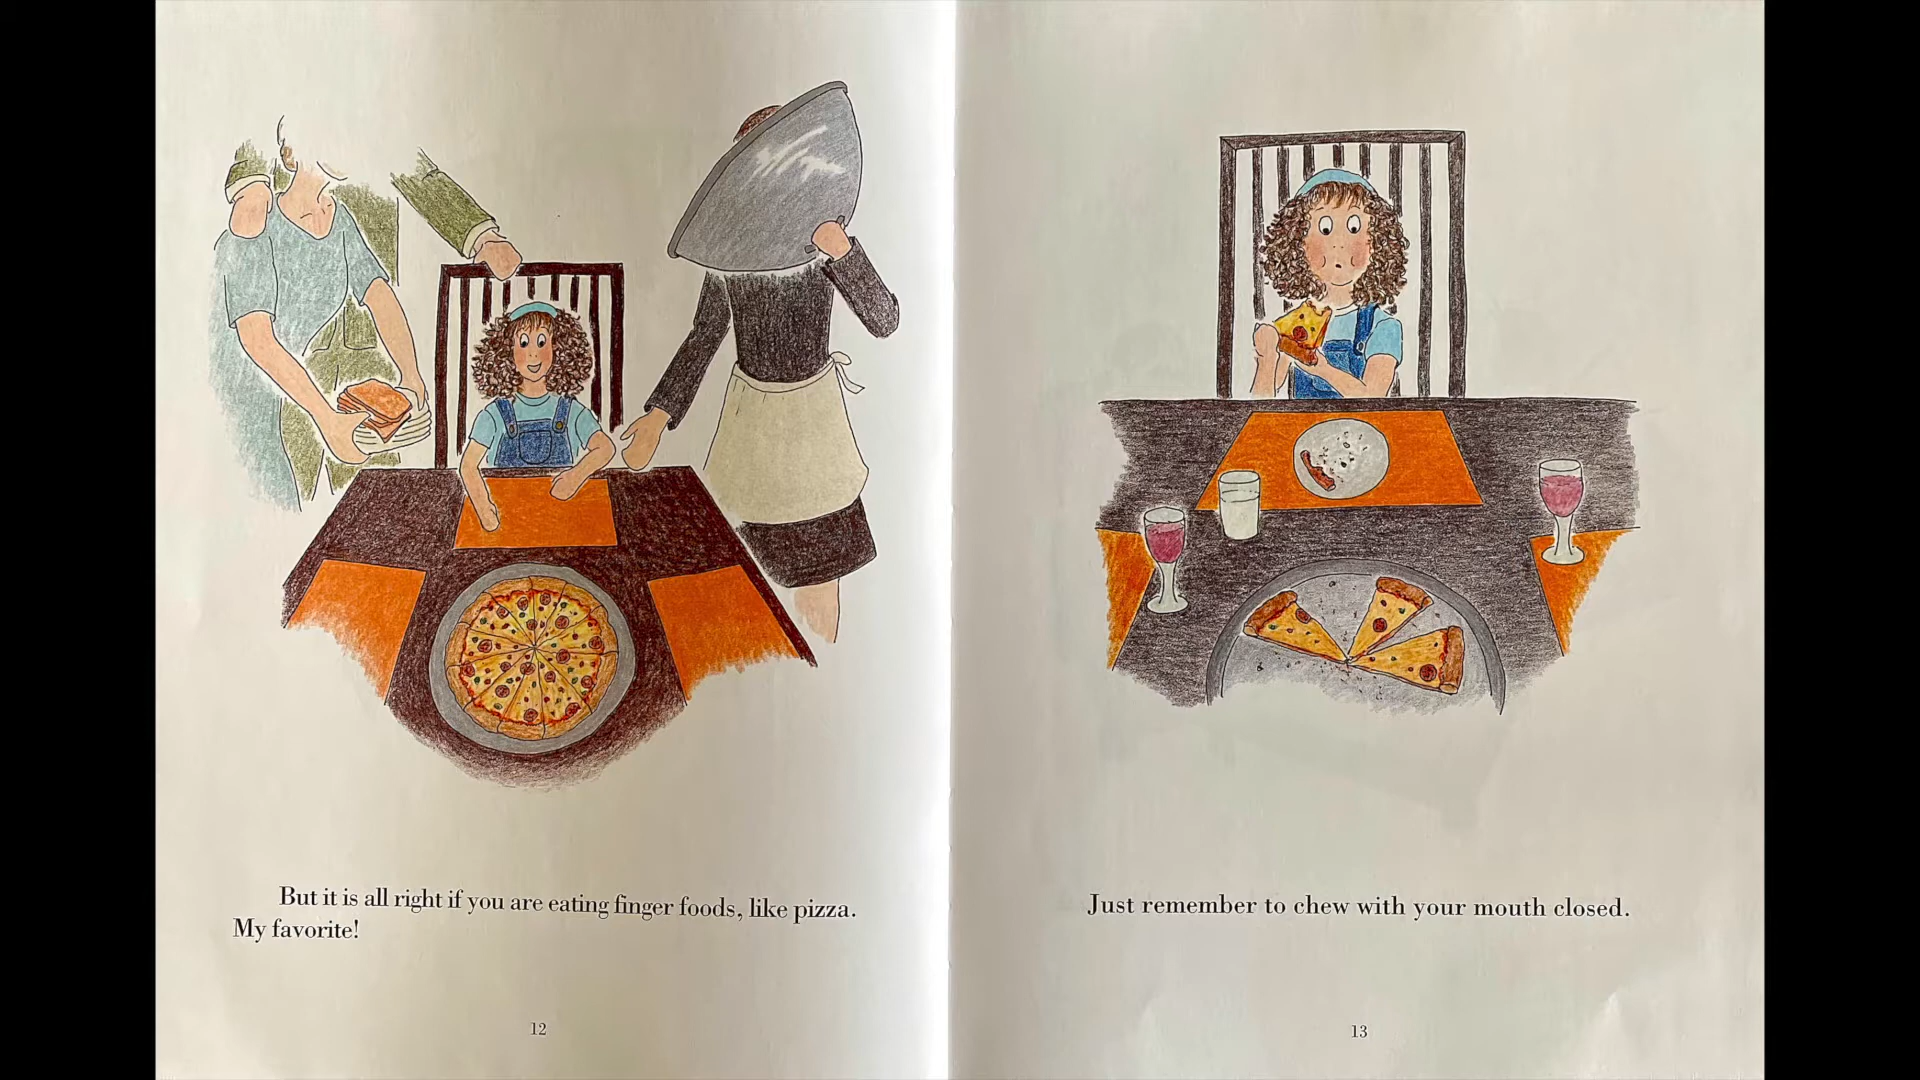 But it is all right if you are eating finger foods, like pizza.
My favorite!
12
Just remember to chew with your mouth closed.
13